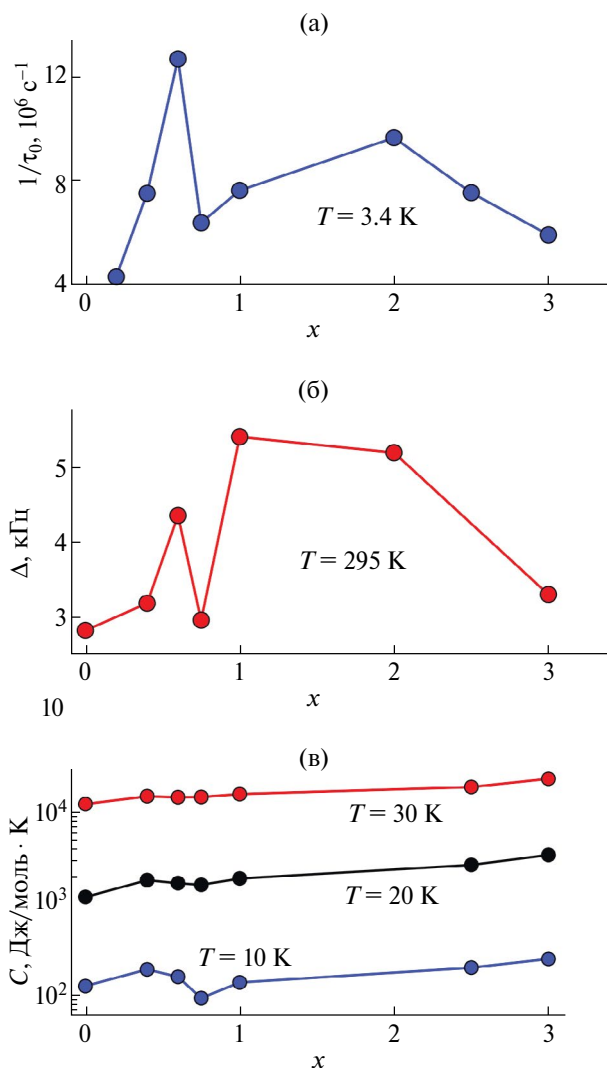 (а)
12
8
4
1/τ₀, 10⁶ с⁻¹
T = 3.4 K
0 1 2 3
x
(б)
5
4
3
Δ, кГц
T = 295 K
0 1 2 3
x
10
(в)
10⁴
10³
10²
C, Дж/моль · К
T = 30 K
T = 20 K
T = 10 K
0 1 2 3
x